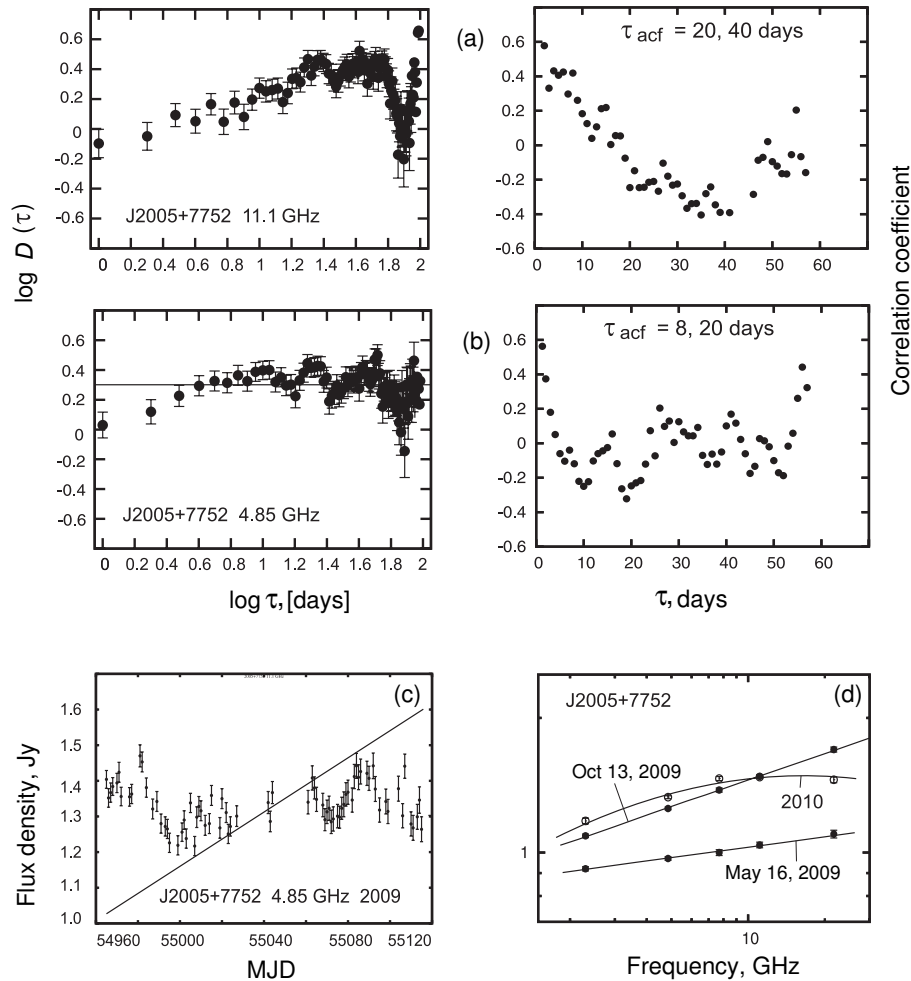 (a)
τ acf = 20, 40 days
0.6
0.4
0.2
0
-0.2
-0.4
-0.6
J2005+7752 11.1 GHz
0 0.2 0.4 0.6 0.8 1 1.2 1.4 1.6 1.8 2
0.6
0.4
0.2
0
-0.2
-0.4
-0.6
0 10 20 30 40 50 60
log D (τ)
Correlation coefficient
(b)
τ acf = 8, 20 days
0.6
0.4
0.2
0
-0.2
-0.4
-0.6
J2005+7752 4.85 GHz
0 0.2 0.4 0.6 0.8 1 1.2 1.4 1.6 1.8 2
log τ, [days]
0.6
0.4
0.2
0
-0.2
-0.4
-0.6
0 10 20 30 40 50 60
τ, days
(c)
1.7
1.6
1.5
1.4
1.3
1.2
1.1
1.0
Flux density, Jy
J2005+7752 4.85 GHz 2009
54960 55000 55040 55080 55120
MJD
J2005+7752
(d)
Oct 13, 2009
2010
May 16, 2009
1
10
Frequency, GHz